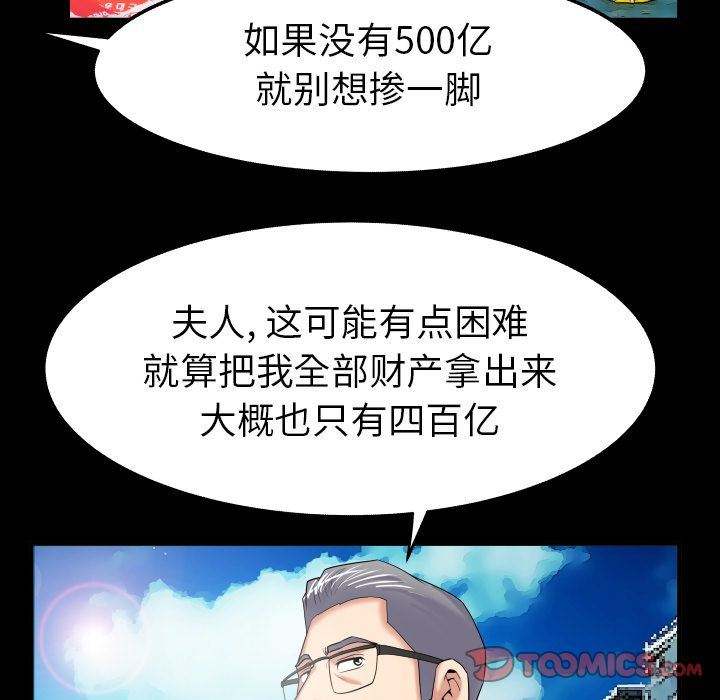 如果没有500亿
就别想掺一脚
夫人, 这可能有点困难
就算把我全部财产拿出来
大概也只有四百亿
TOOMICS.COM